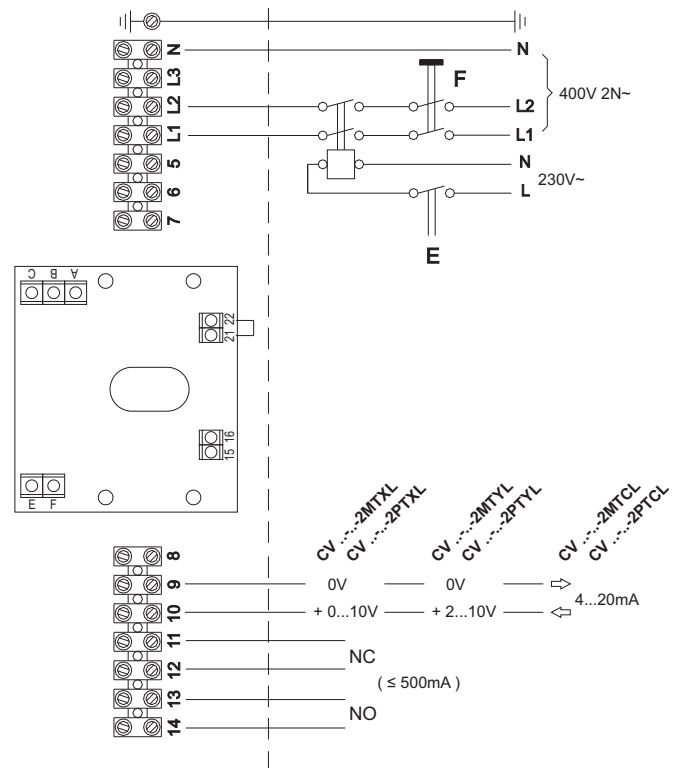 N
N
L3
F
400V 2N~
L2
L2
L1
L1
5
N
230V~
6
L
7
E
C B A
22
21
16
15
E F
CV ..-..-2MTXL
CV ..-..-2PTXL
CV ..-..-2MTYL
CV ..-..-2PTYL
CV ..-..-2MTCL
CV ..-..-2PTCL
8
9
0V
0V
10
+ 0...10V
+ 2...10V
4...20mA
11
NC
12
( ≤ 500mA )
13
NO
14